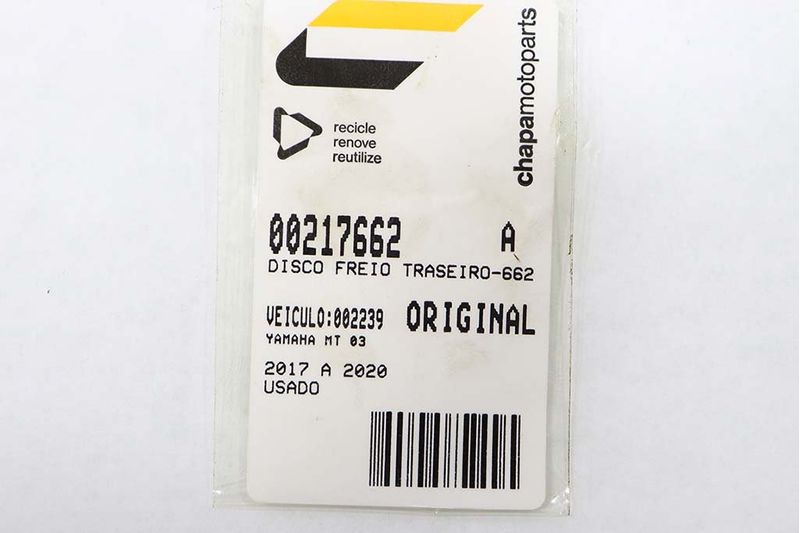 chapamotoparts
recicle
renove
reutilize
00217662 A
DISCO FREIO TRASEIRO-662
VEICULO:002239 ORIGINAL
YAMAHA MT 03
2017 A 2020
USADO